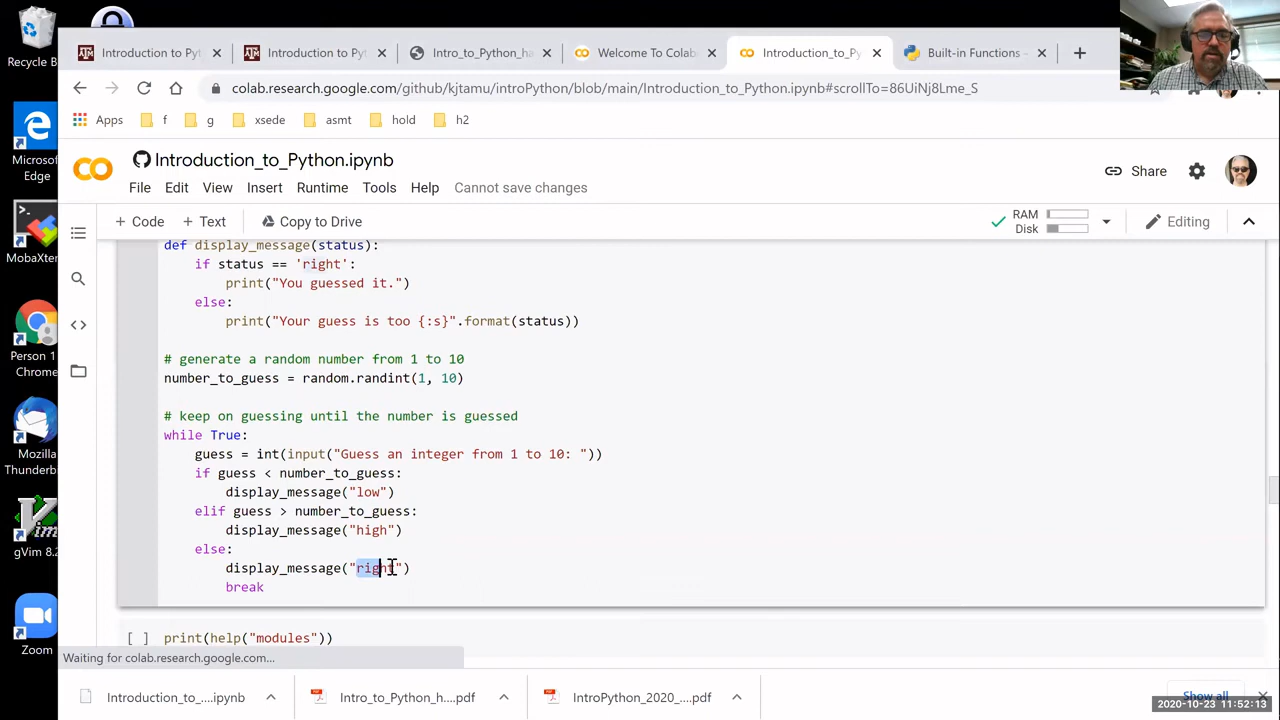 Recycle B
Introduction to Py
Introduction to Py
Intro_to_Pyth
Welcome To Colab
Introduction_to_Py
Built-in Functions -
colab.research.google.com/github/kjtamu/introPython/blob/main/Introduction_to_Python.ipynb#scrollTo=86UiNj8Lme_S
Apps f g xsede asmt hold h2
Microsof
Edge
Introduction_to_Python.ipynb
File Edit View Insert Runtime Tools Help Cannot save changes
Share
+ Code + Text Copy to Drive
RAM
Disk
Editing
MobaXter
Person 1
Chrome
Mozilla
Thunderbi
gVim 8.2
Zoom
def display_message(status):
if status == 'right':
print("You guessed it.")
else:
print("Your guess is too {:s}".format(status))
# generate a random number from 1 to 10
number_to_guess = random.randint(1, 10)
# keep on guessing until the number is guessed
while True:
guess = int(input("Guess an integer from 1 to 10: "))
if guess < number_to_guess:
display_message("low")
elif guess > number_to_guess:
display_message("high")
else:
display_message("right")
break
[ ] print(help("modules"))
Waiting for colab.research.google.com...
Introduction_to_....ipynb
Intro_to_Python_h....pdf
IntroPython_2020_....pdf
Show all
2020-10-23 11:52:13